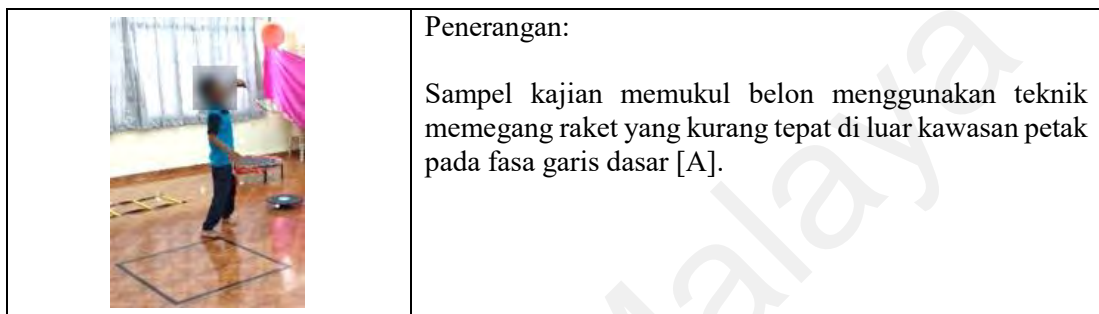 Penerangan:
Sampel kajian memukul belon menggunakan teknik
memegang raket yang kurang tepat di luar kawasan petak
pada fasa garis dasar [A].
Malaya